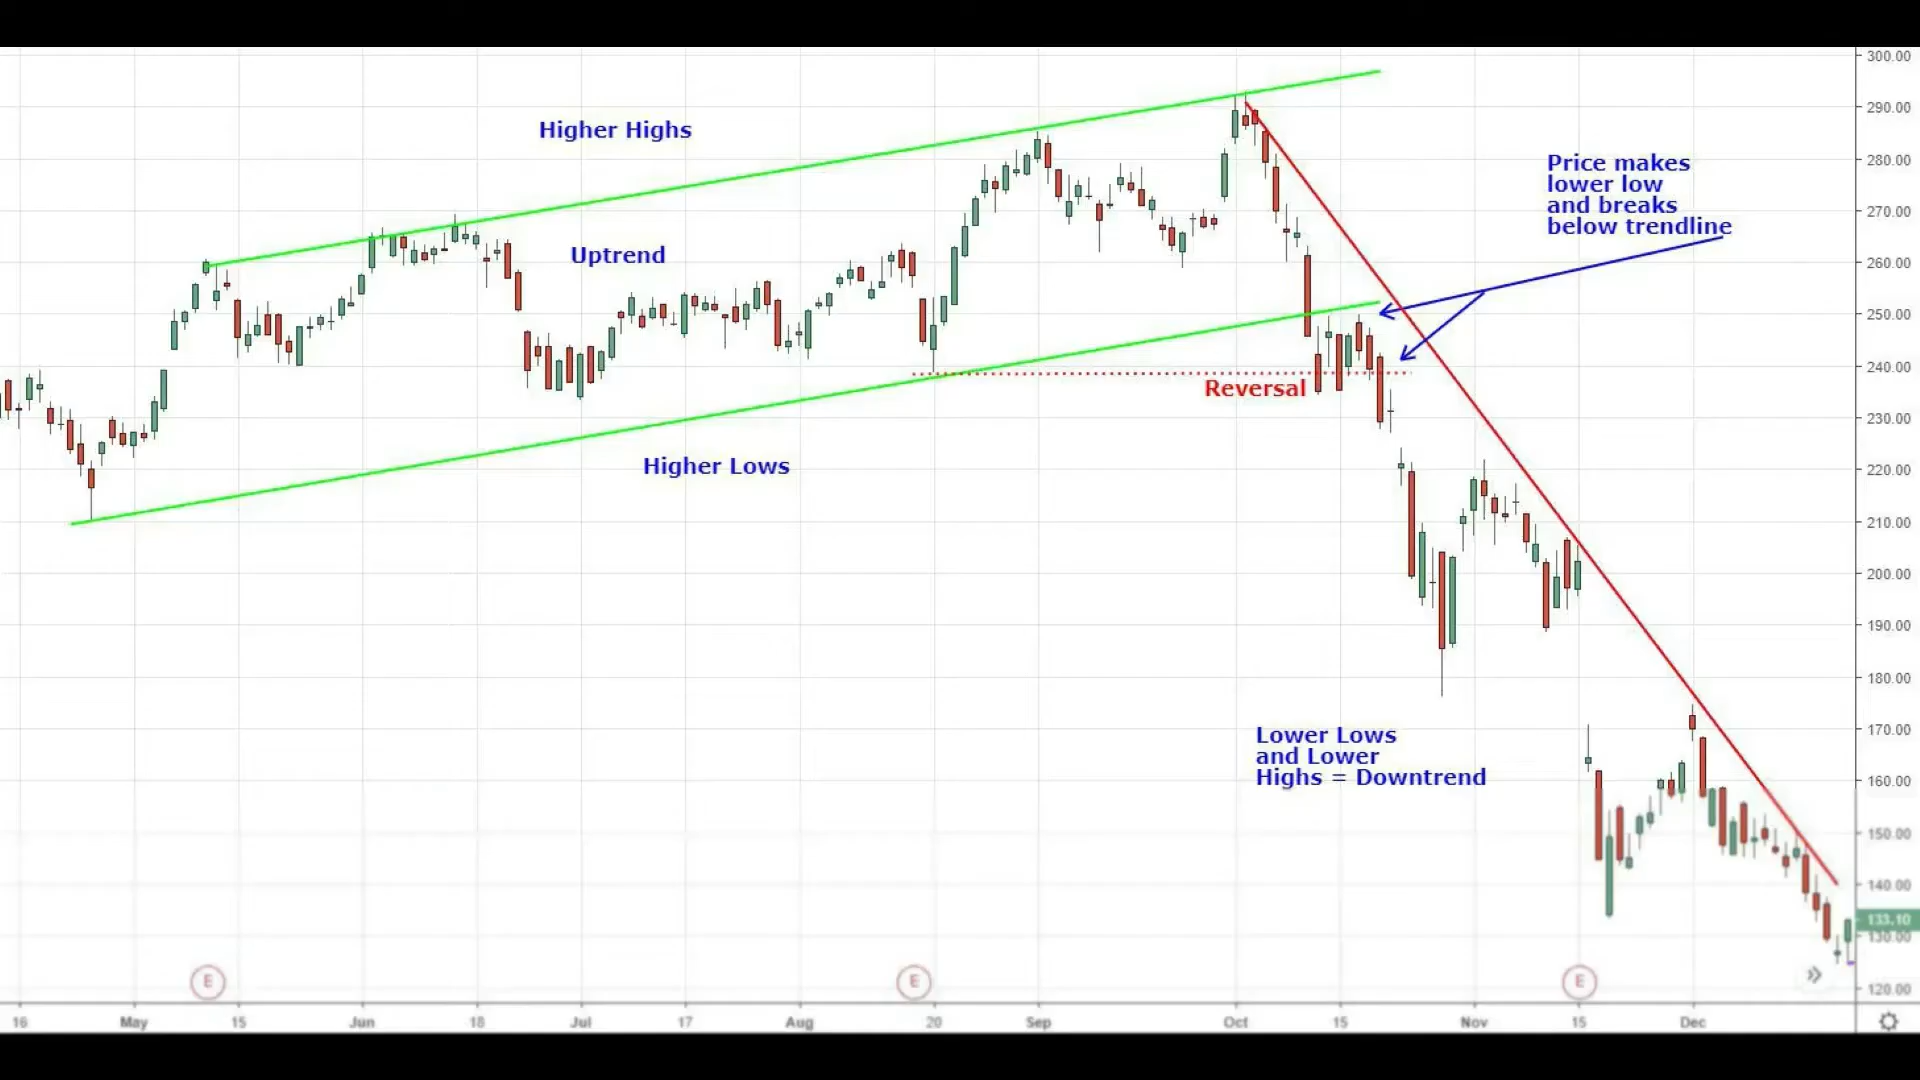 Higher Highs
Uptrend
Higher Lows
Price makes
lower low
and breaks
below trendline
Reversal
Lower Lows
and Lower
Highs = Downtrend
300.00
290.00
280.00
270.00
260.00
250.00
240.00
230.00
220.00
210.00
200.00
190.00
180.00
170.00
160.00
150.00
140.00
133.10
130.00
120.00
E E E
16 May 15 Jun 18 Jul 17 Aug 20 Sep Oct 15 Nov 15 Dec